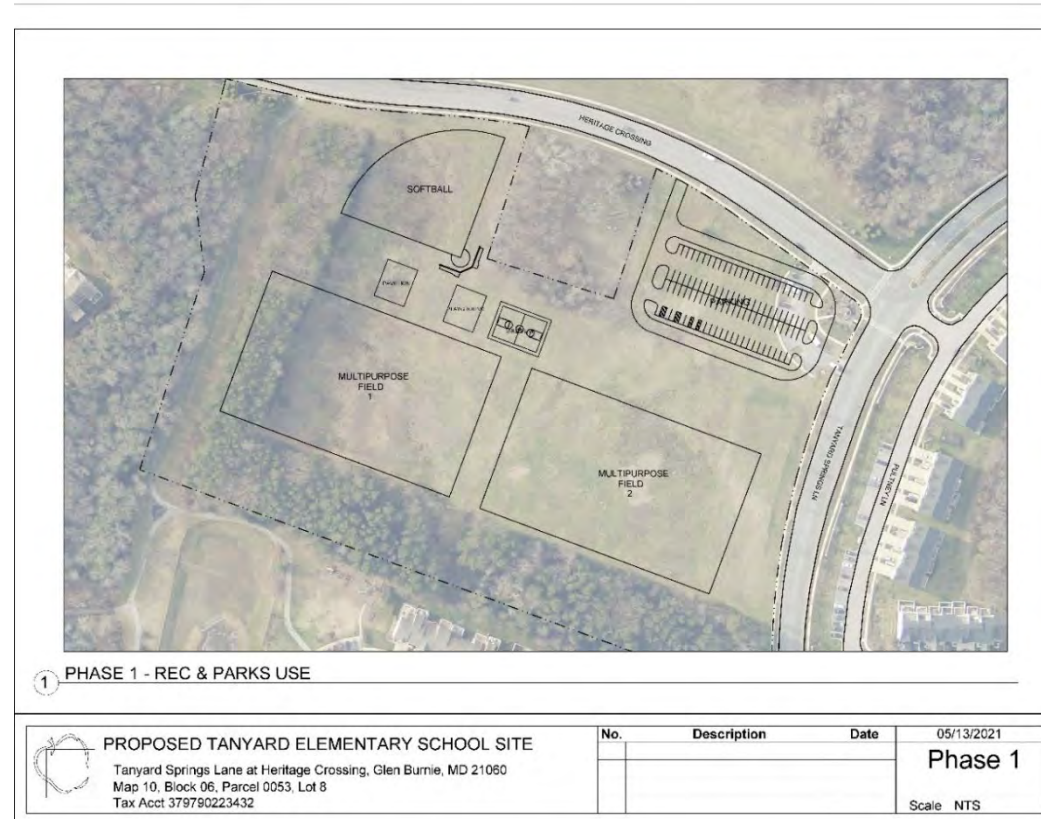 HERITAGE CROSSING
SOFTBALL
PARKING
MULTIPURPOSE
FIELD
1
MULTIPURPOSE
FIELD
2
TANYARD SPRINGS LN
PULTNEY LN
1 PHASE 1 - REC & PARKS USE
PROPOSED TANYARD ELEMENTARY SCHOOL SITE
Tanyard Springs Lane at Heritage Crossing, Glen Burnie, MD 21060
Map 10, Block 06, Parcel 0053, Lot 8
Tax Acct 379790223432
No. Description Date
05/13/2021
Phase 1
Scale NTS